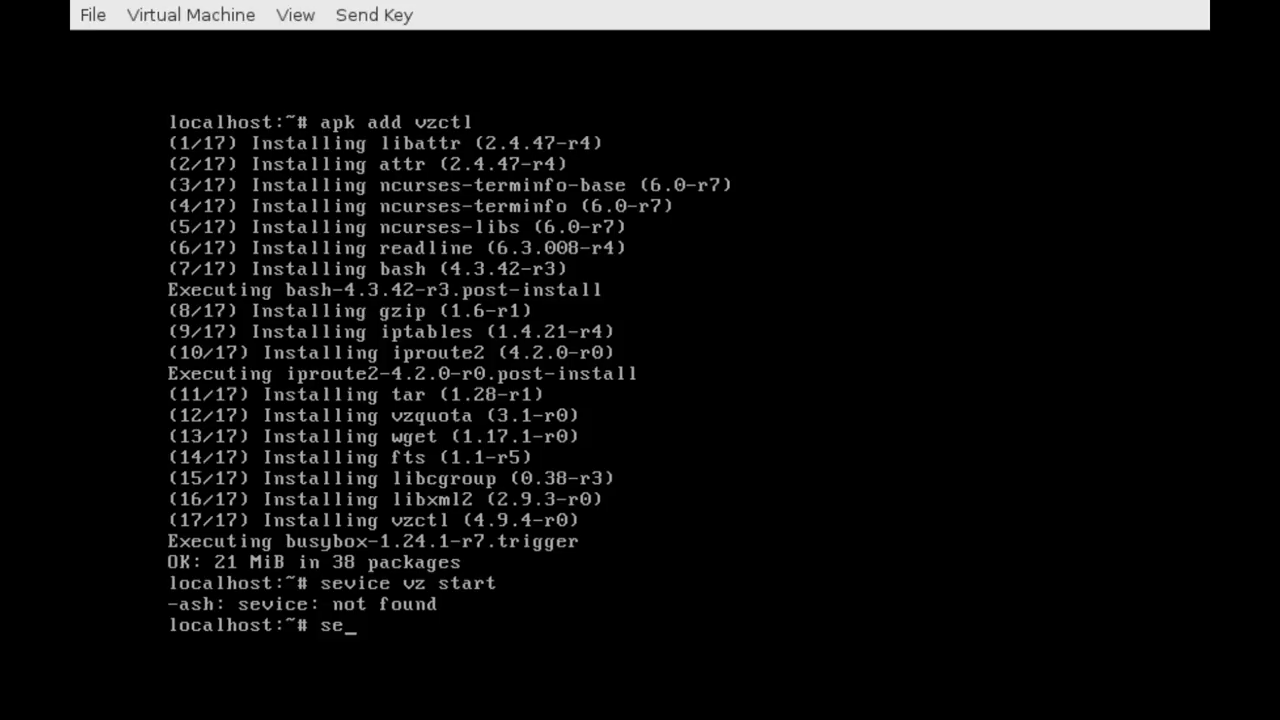 File Virtual Machine View Send Key
localhost:~# apk add vzctl
(1/17) Installing libattr (2.4.47-r4)
(2/17) Installing attr (2.4.47-r4)
(3/17) Installing ncurses-terminfo-base (6.0-r7)
(4/17) Installing ncurses-terminfo (6.0-r7)
(5/17) Installing ncurses-libs (6.0-r7)
(6/17) Installing readline (6.3.008-r4)
(7/17) Installing bash (4.3.42-r3)
Executing bash-4.3.42-r3.post-install
(8/17) Installing gzip (1.6-r1)
(9/17) Installing iptables (1.4.21-r4)
(10/17) Installing iproute2 (4.2.0-r0)
Executing iproute2-4.2.0-r0.post-install
(11/17) Installing tar (1.28-r1)
(12/17) Installing vzquota (3.1-r0)
(13/17) Installing wget (1.17.1-r0)
(14/17) Installing fts (1.1-r5)
(15/17) Installing libcgroup (0.38-r3)
(16/17) Installing libxml2 (2.9.3-r0)
(17/17) Installing vzctl (4.9.4-r0)
Executing busybox-1.24.1-r7.trigger
OK: 21 MiB in 38 packages
localhost:~# sevice vz start
-ash: sevice: not found
localhost:~# se_